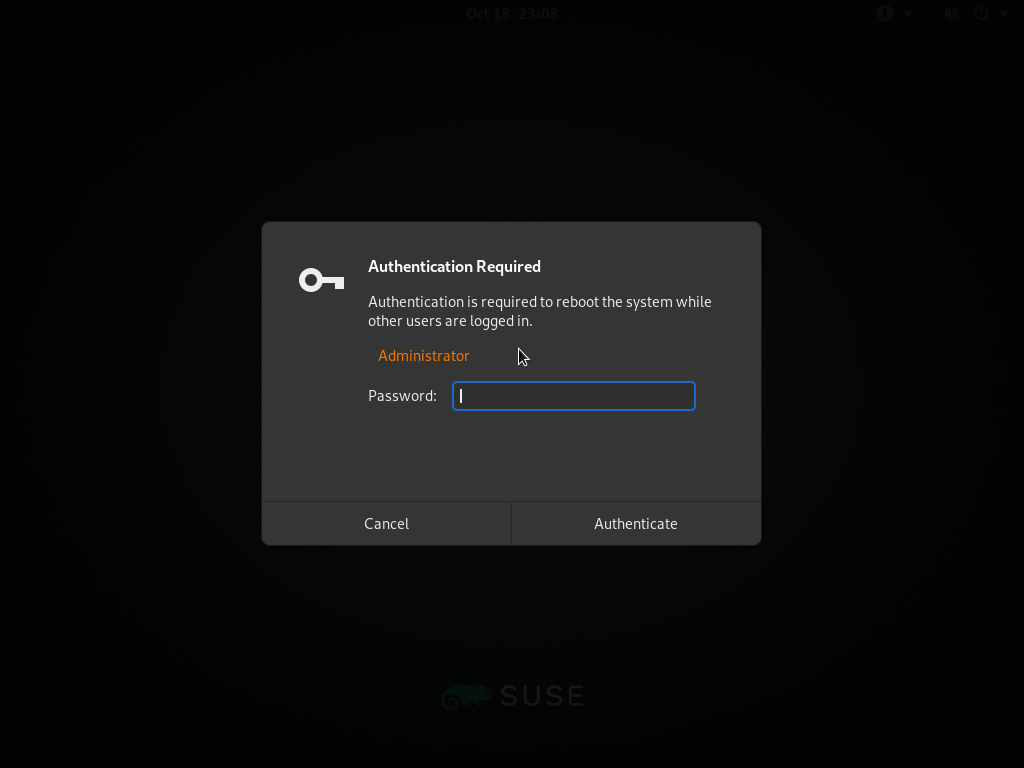 Oct 18 23:08
Authentication Required
Authentication is required to reboot the system while
other users are logged in.
Administrator
Password:
Cancel
Authenticate
SUSE